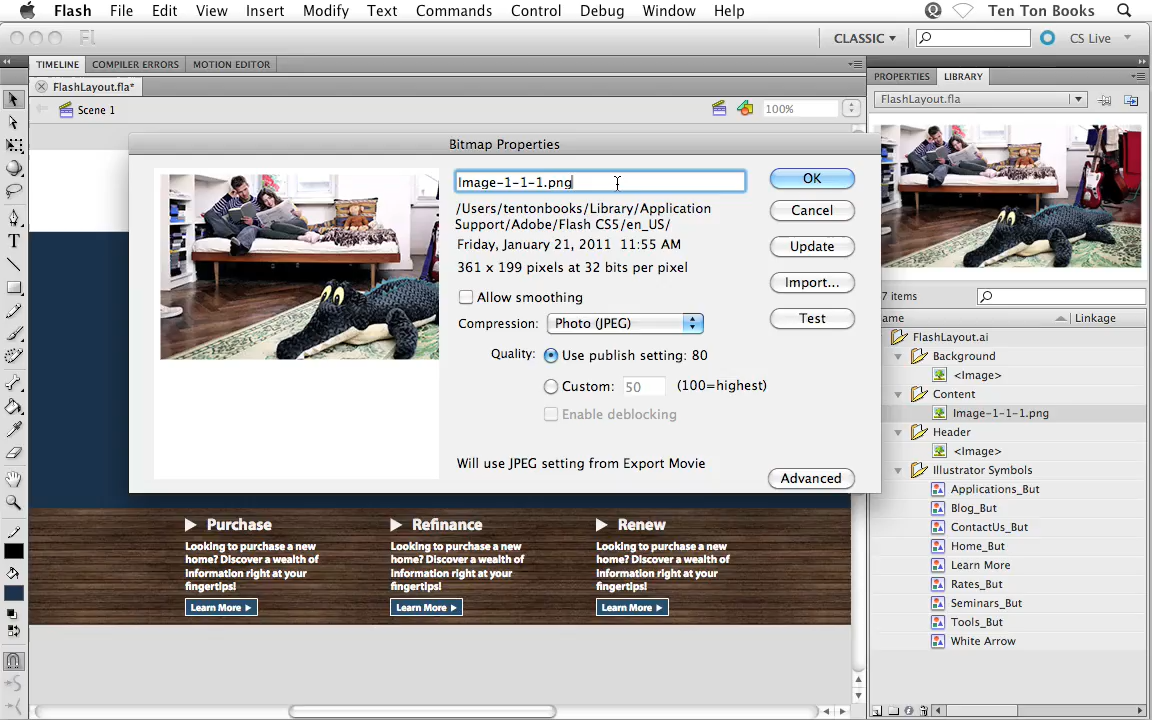 Flash File Edit View Insert Modify Text Commands Control Debug Window Help Ten Ton Books
Fl CLASSIC CS Live
TIMELINE COMPILER ERRORS MOTION EDITOR
PROPERTIES LIBRARY
FlashLayout.fla*
FlashLayout.fla
Scene 1
100%
Bitmap Properties
Image-1-1-1.png
OK
/Users/tentonbooks/Library/Application
Support/Adobe/Flash CS5/en_US/
Cancel
Friday, January 21, 2011 11:55 AM
Update
361 x 199 pixels at 32 bits per pixel
Import...
Allow smoothing
Compression: Photo (JPEG)
Test
Quality: Use publish setting: 80
Custom: 50 (100=highest)
Enable deblocking
Will use JPEG setting from Export Movie
Advanced
7 items
ame Linkage
FlashLayout.ai
Background
<Image>
Content
Image-1-1-1.png
Header
<Image>
Illustrator Symbols
Applications_But
Blog_But
ContactUs_But
Home_But
Learn More
Rates_But
Seminars_But
Tools_But
White Arrow
Purchase
Looking to purchase a new
home? Discover a wealth of
information right at your
fingertips!
Learn More
Refinance
Looking to purchase a new
home? Discover a wealth of
information right at your
fingertips!
Learn More
Renew
Looking to purchase a new
home? Discover a wealth of
information right at your
fingertips!
Learn More